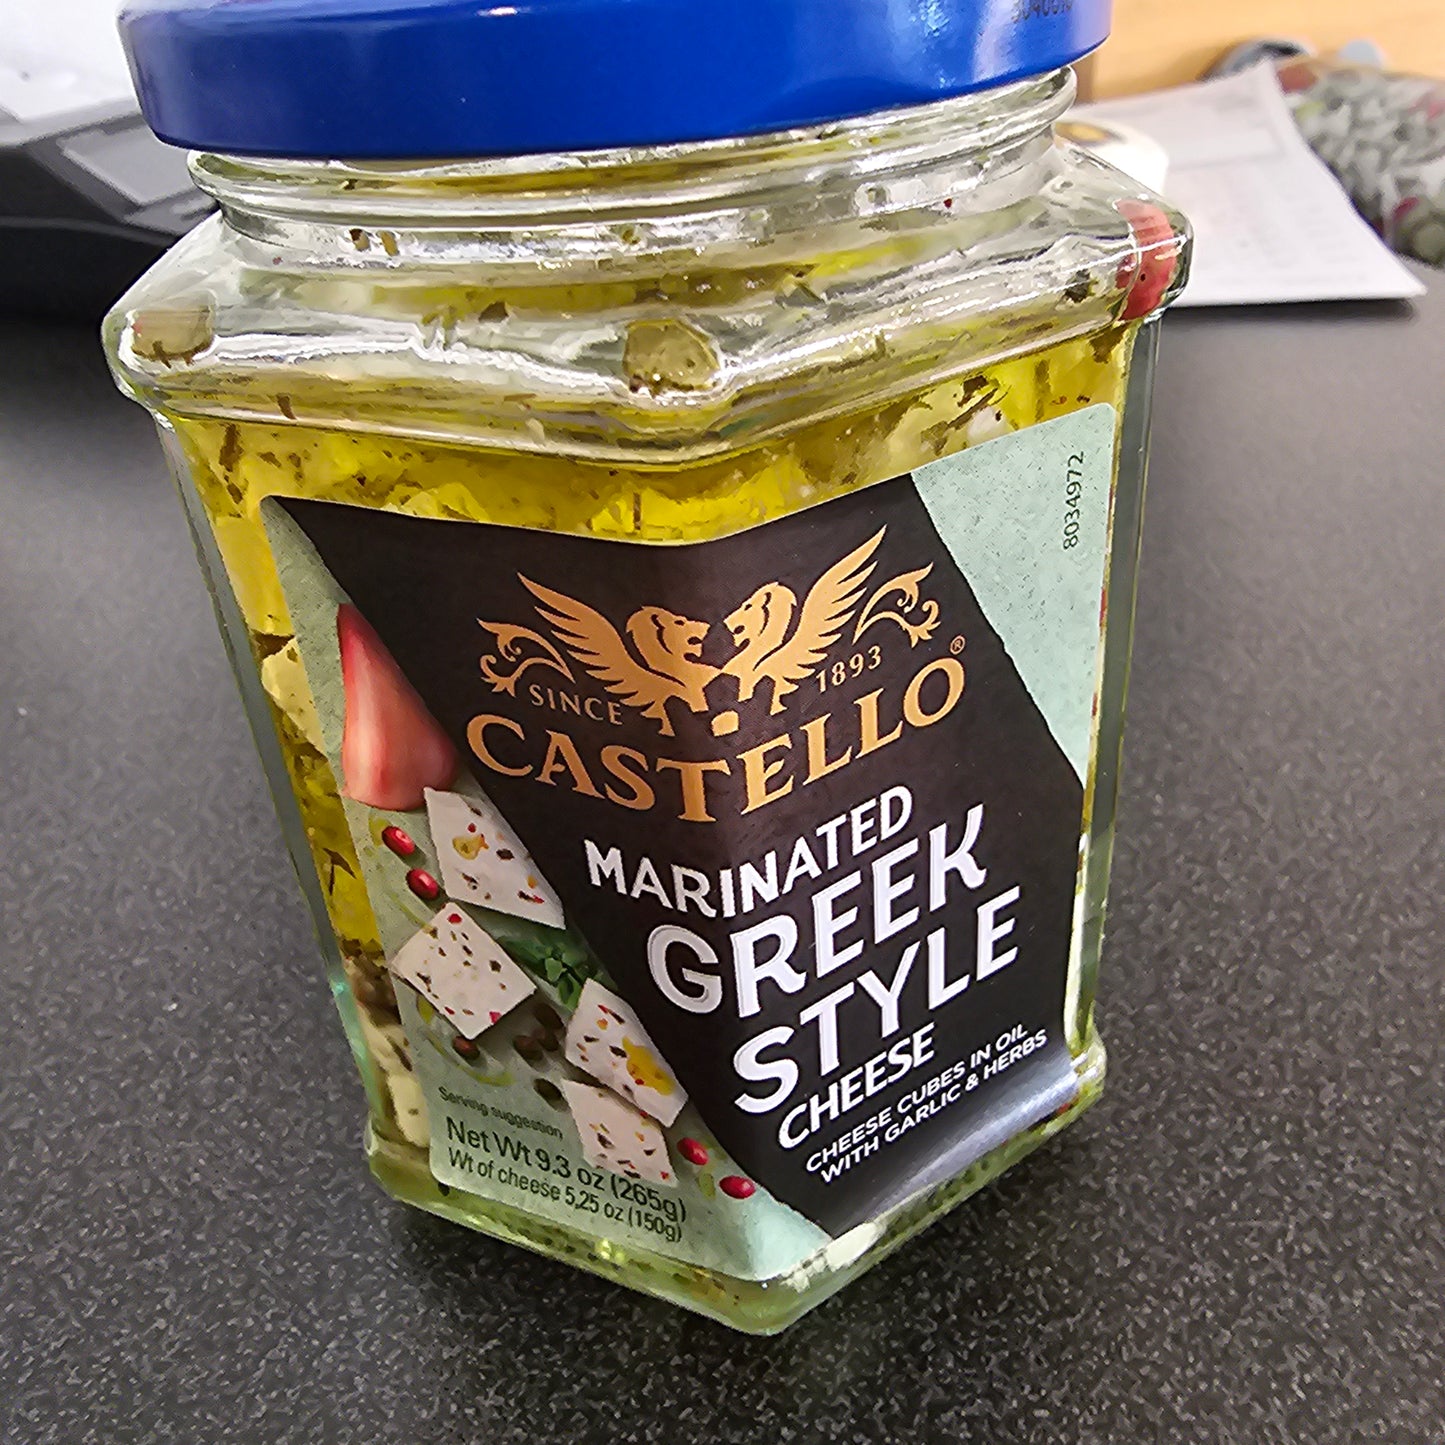 8034972
SINCE 1893
CASTELLO®
MARINATED
GREEK
STYLE
CHEESE
CHEESE CUBES IN OIL
WITH GARLIC & HERBS
Serving suggestion
Net Wt 9.3 oz (265g)
Wt of cheese 5,25 oz (150g)